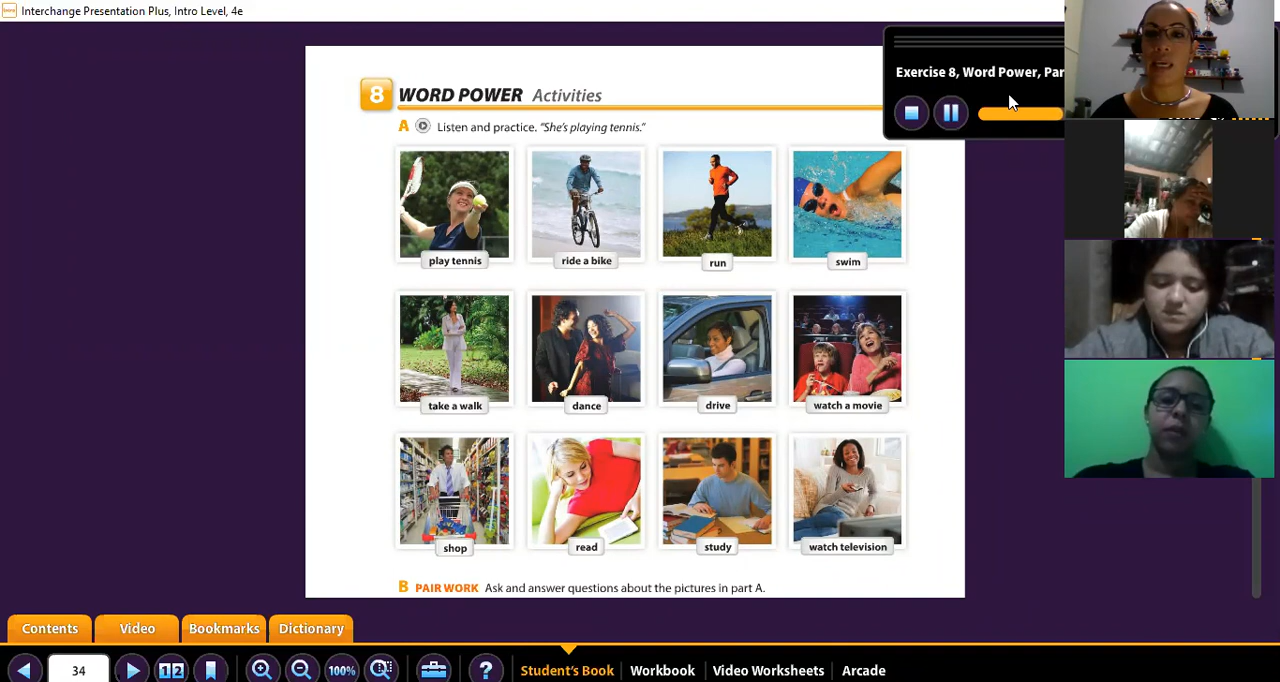 Interchange Presentation Plus, Intro Level, 4e
Exercise 8, Word Power, Par
8 WORD POWER Activities
A Listen and practice. "She's playing tennis."
play tennis
ride a bike
run
swim
take a walk
dance
drive
watch a movie
shop
read
study
watch television
B PAIR WORK Ask and answer questions about the pictures in part A.
Contents
Video
Bookmarks
Dictionary
34
1 2
100%
?
Student's Book
Workbook
Video Worksheets
Arcade